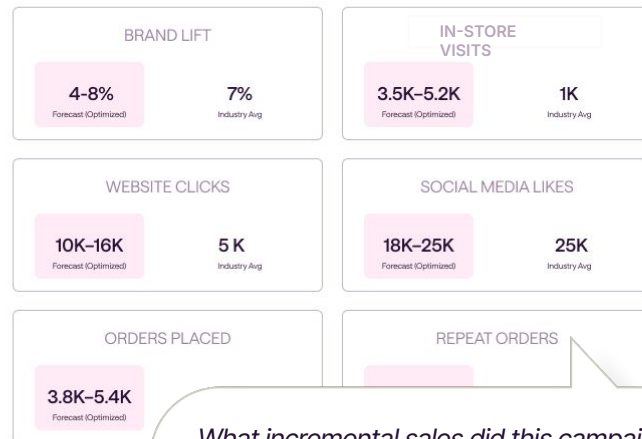 BRAND LIFT
4-8%
Forecast (Optimized)
7%
Industry Avg
IN-STORE
VISITS
3.5K–5.2K
Forecast (Optimized)
1K
Industry Avg
WEBSITE CLICKS
10K–16K
Forecast (Optimized)
5 K
Industry Avg
SOCIAL MEDIA LIKES
18K–25K
Forecast (Optimized)
25K
Industry Avg
ORDERS PLACED
3.8K–5.4K
Forecast (Optimized)
REPEAT ORDERS
What incremental sales did this